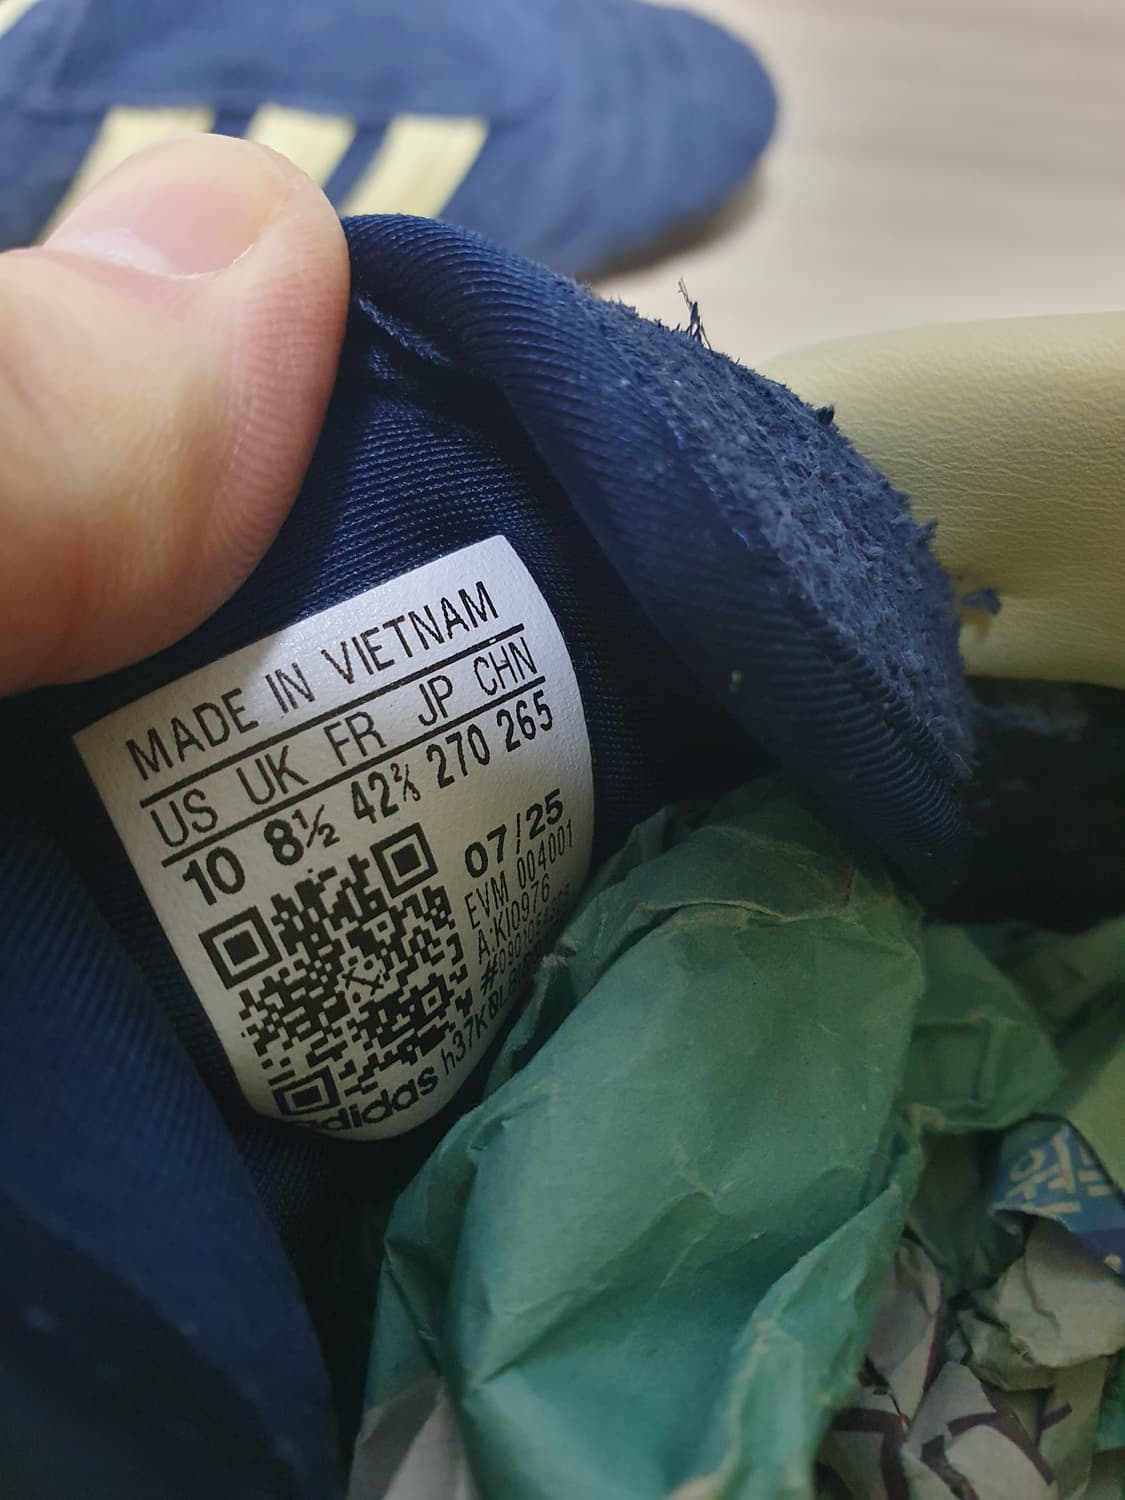 MADE IN VIETNAM
US UK FR JP CHN
10 8½ 42⅔ 270 265
07/25
EVM 004001
A:KI0976
adidas